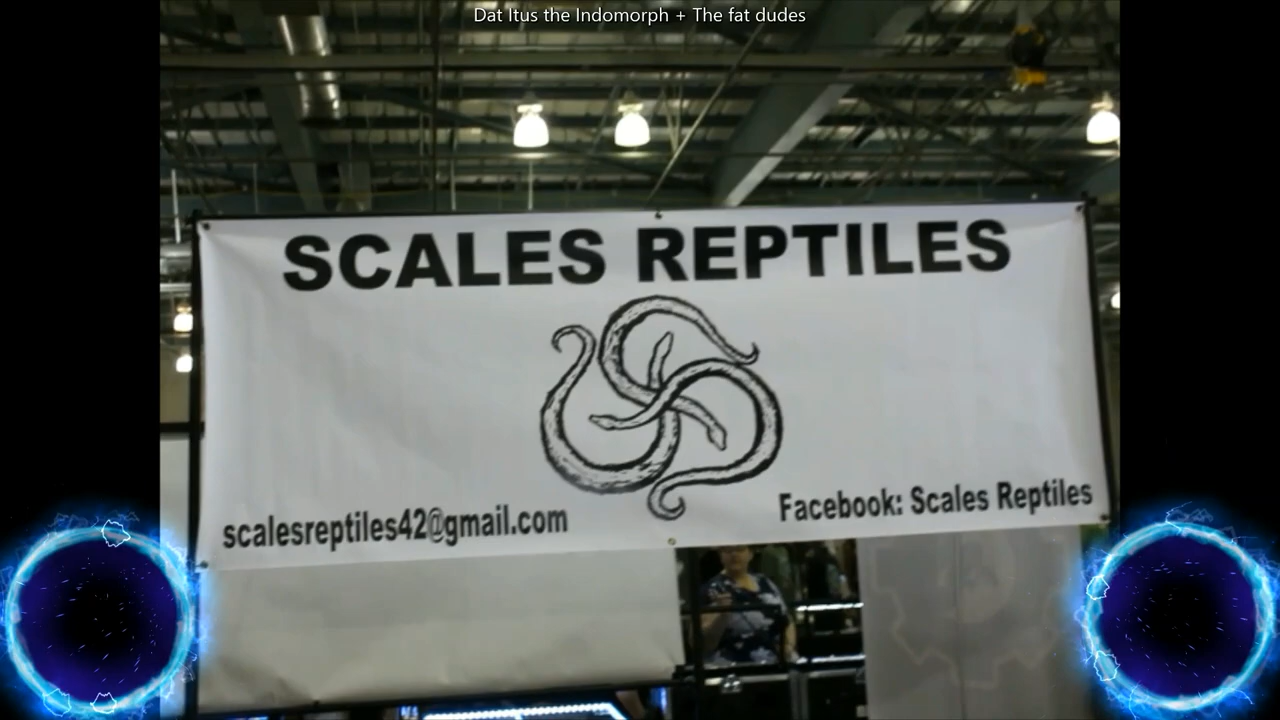 Dat Itus the Indomorph + The fat dudes
SCALES REPTILES
scalesreptiles42@gmail.com
Facebook: Scales Reptiles